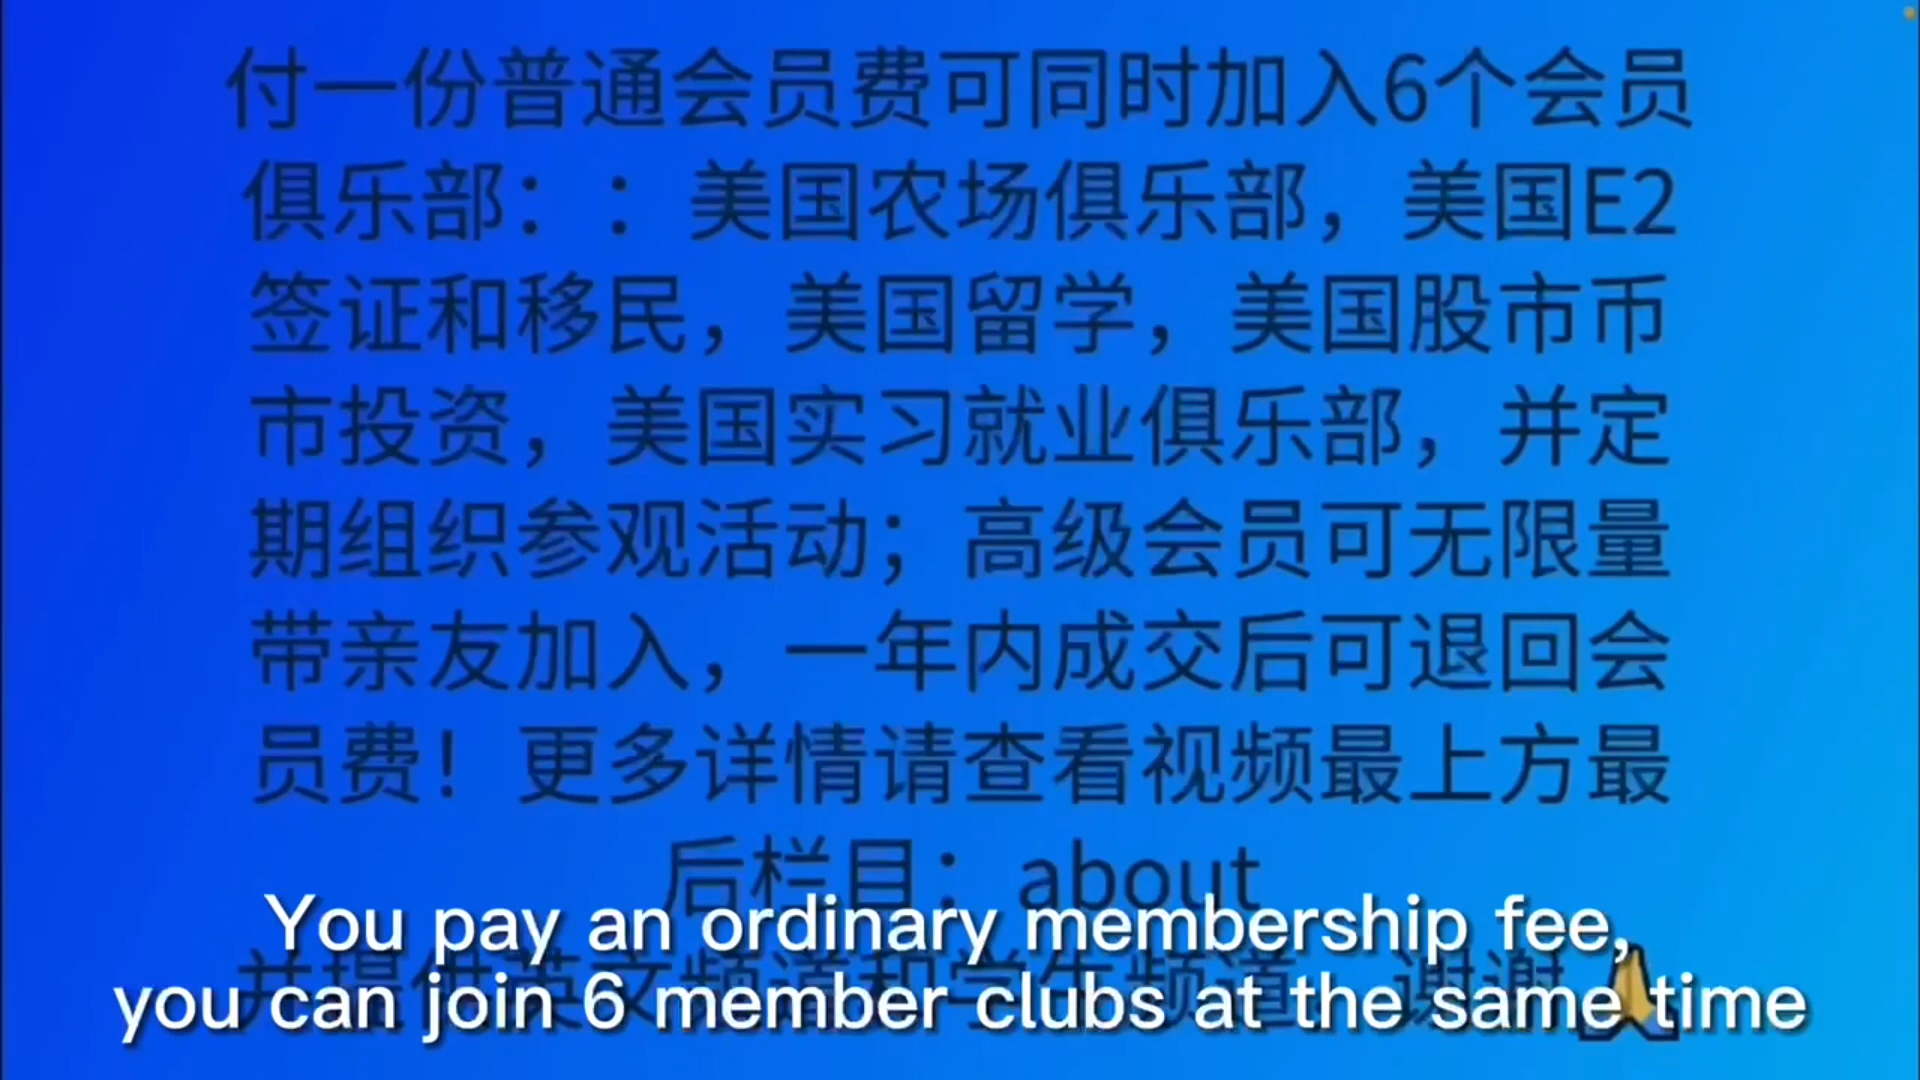 付一份普通会员费可同时加入6个会员
俱乐部：：美国农场俱乐部，美国E2
签证和移民，美国留学，美国股市币
市投资，美国实习就业俱乐部，并定
期组织参观活动；高级会员可无限量
带亲友加入，一年内成交后可退回会
员费！更多详情请查看视频最上方最
后栏目：about
并提供英文频道和学生频道，谢谢🙏
You pay an ordinary membership fee,
you can join 6 member clubs at the same time